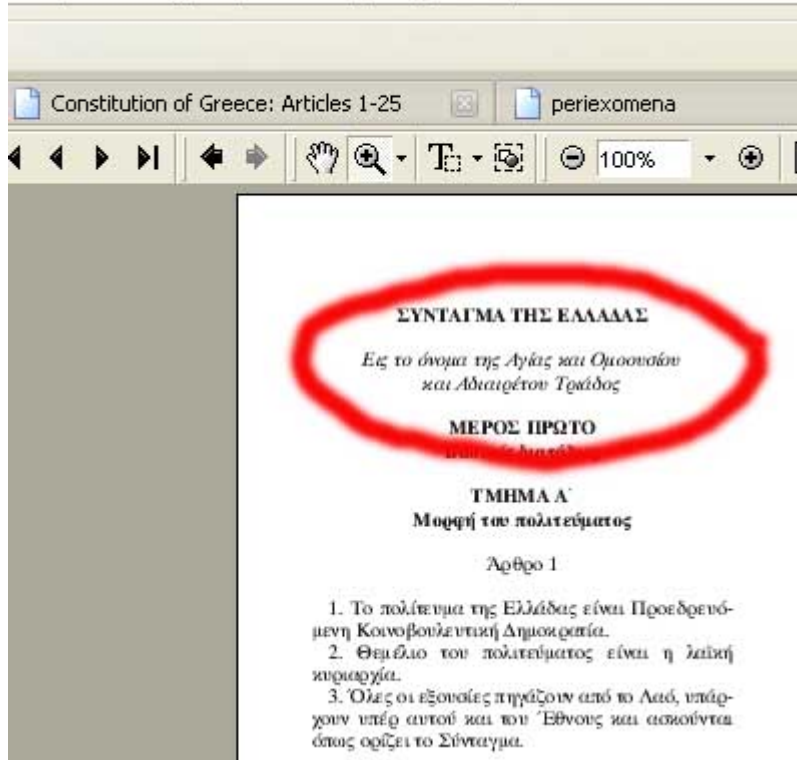 Constitution of Greece: Articles 1-25 periexomena
100%
ΣΥΝΤΑΓΜΑ ΤΗΣ ΕΛΛΑΔΑΣ
Εις το όνομα της Αγίας και Ομοουσίου
και Αδιαιρέτου Τριάδος
ΜΕΡΟΣ ΠΡΩΤΟ
ΤΜΗΜΑ Α΄
Μορφή του πολιτεύματος
Άρθρο 1
1. Το πολίτευμα της Ελλάδας είναι Προεδρευό-
μενη Κοινοβουλευτική Δημοκρατία.
2. Θεμέλιο του πολιτεύματος είναι η λαϊκή
κυριαρχία.
3. Όλες οι εξουσίες πηγάζουν από το Λαό, υπάρ-
χουν υπέρ αυτού και του Έθνους και ασκούνται
όπως ορίζει το Σύνταγμα.